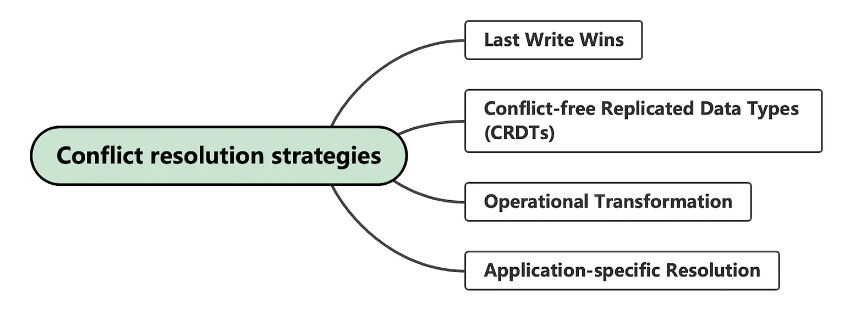 Conflict resolution strategies
Last Write Wins
Conflict-free Replicated Data Types
(CRDTs)
Operational Transformation
Application-specific Resolution